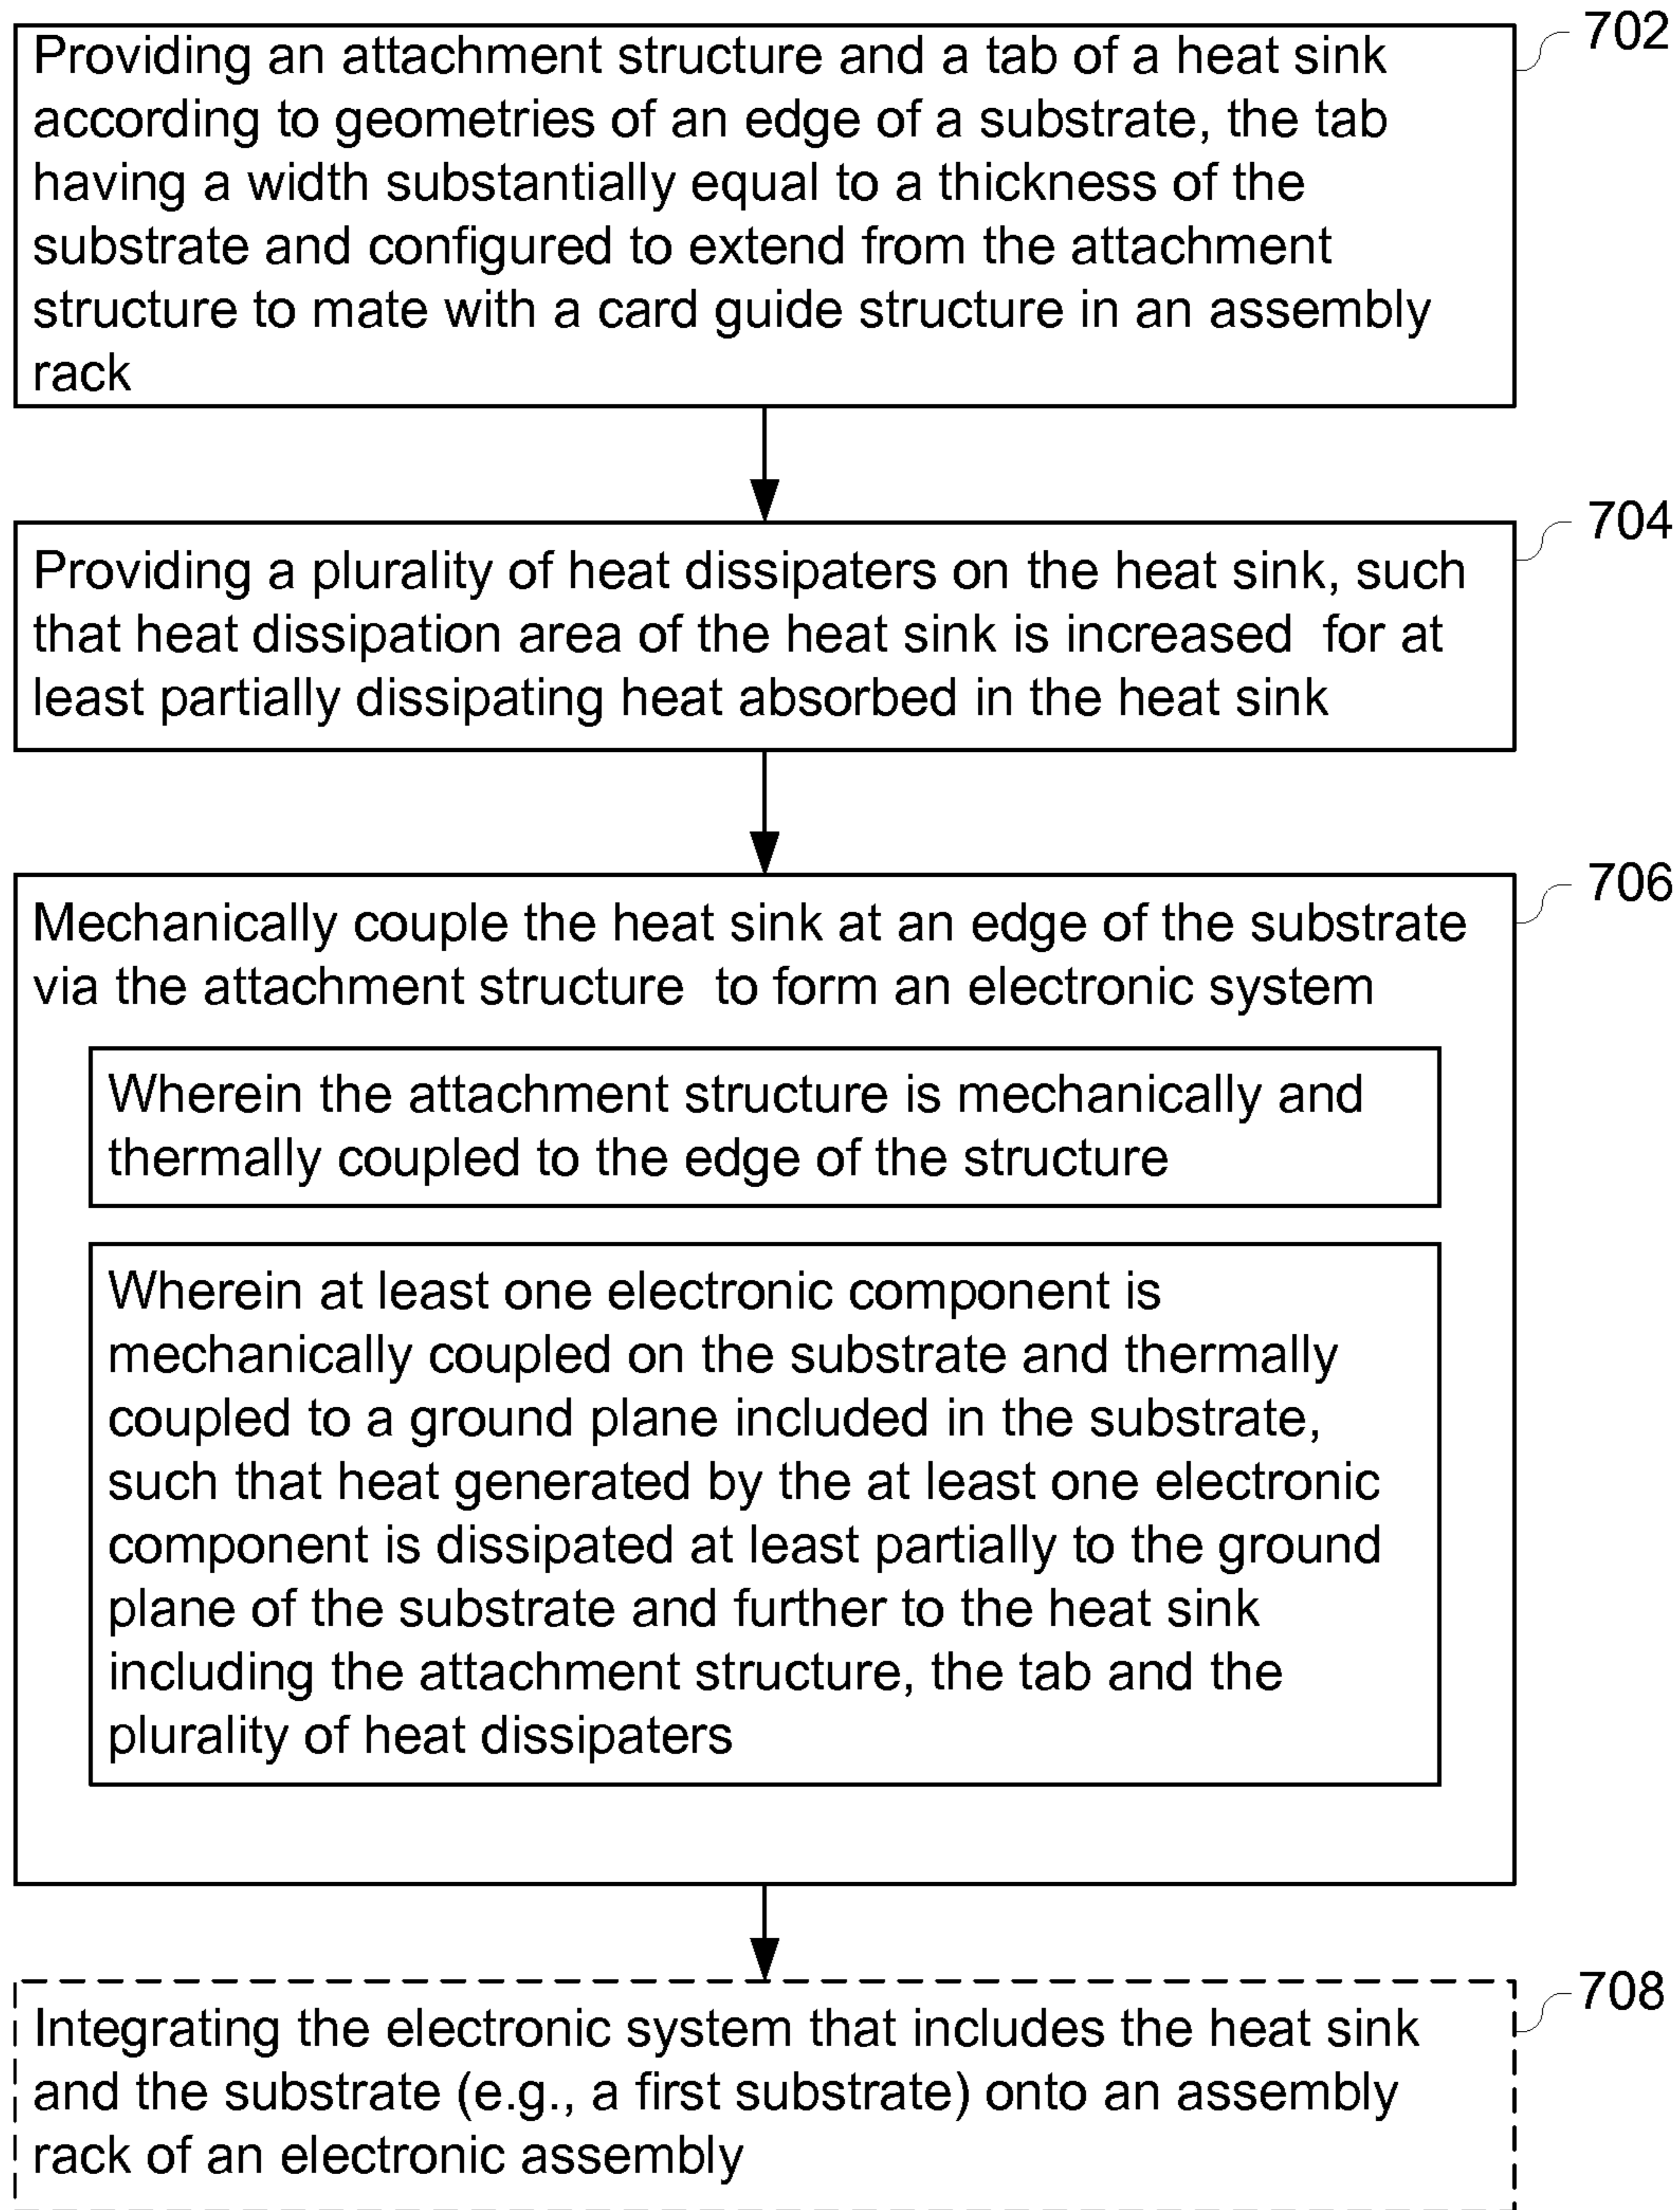 702
Providing an attachment structure and a tab of a heat sink
according to geometries of an edge of a substrate, the tab
having a width substantially equal to a thickness of the
substrate and configured to extend from the attachment
structure to mate with a card guide structure in an assembly
rack
704
Providing a plurality of heat dissipaters on the heat sink, such
that heat dissipation area of the heat sink is increased  for at
least partially dissipating heat absorbed in the heat sink
706
Mechanically couple the heat sink at an edge of the substrate
via the attachment structure  to form an electronic system
Wherein the attachment structure is mechanically and
thermally coupled to the edge of the structure
Wherein at least one electronic component is
mechanically coupled on the substrate and thermally
coupled to a ground plane included in the substrate,
such that heat generated by the at least one electronic
component is dissipated at least partially to the ground
plane of the substrate and further to the heat sink
including the attachment structure, the tab and the
plurality of heat dissipaters
708
Integrating the electronic system that includes the heat sink
and the substrate (e.g., a first substrate) onto an assembly
rack of an electronic assembly